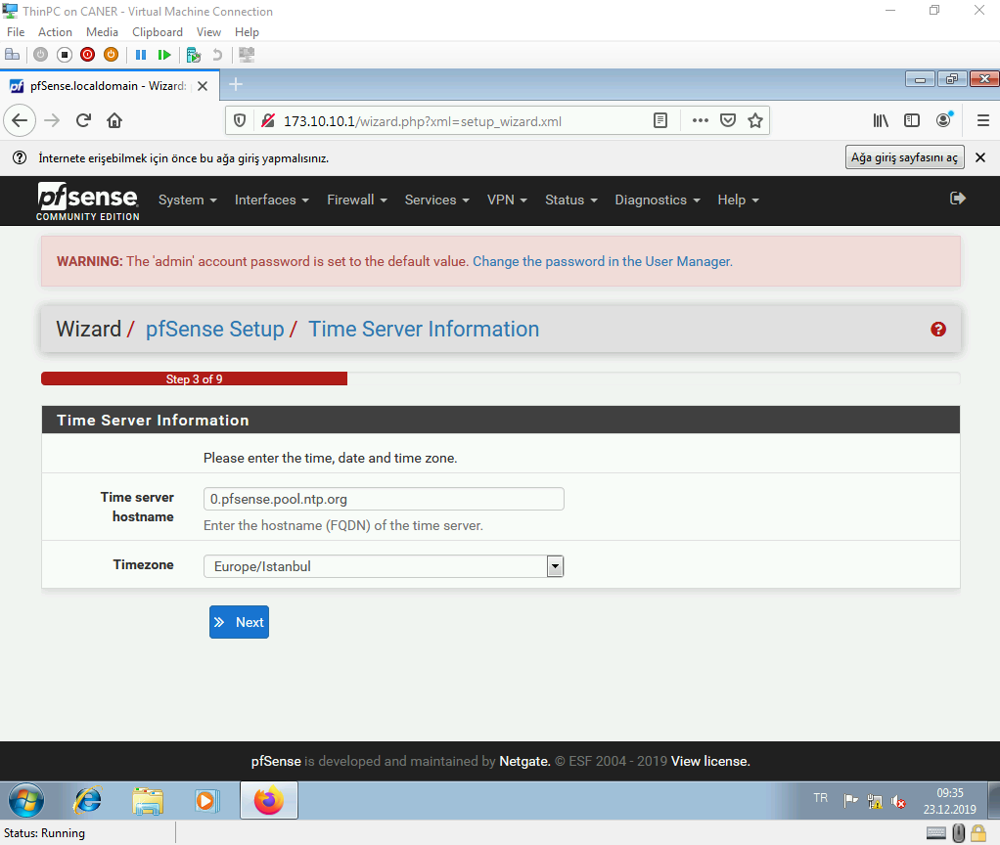 ThinPC on CANER - Virtual Machine Connection
File Action Media Clipboard View Help
pfSense.localdomain - Wizard:
173.10.10.1/wizard.php?xml=setup_wizard.xml
İnternete erişebilmek için önce bu ağa giriş yapmalısınız.
Ağa giriş sayfasını aç
pfsense
COMMUNITY EDITION
System Interfaces Firewall Services VPN Status Diagnostics Help
WARNING: The 'admin' account password is set to the default value. Change the password in the User Manager.
Wizard / pfSense Setup / Time Server Information
Step 3 of 9
Time Server Information
Please enter the time, date and time zone.
Time server hostname
0.pfsense.pool.ntp.org
Enter the hostname (FQDN) of the time server.
Timezone
Europe/Istanbul
Next
pfSense is developed and maintained by Netgate. © ESF 2004 - 2019 View license.
TR
09:35
23.12.2019
Status: Running